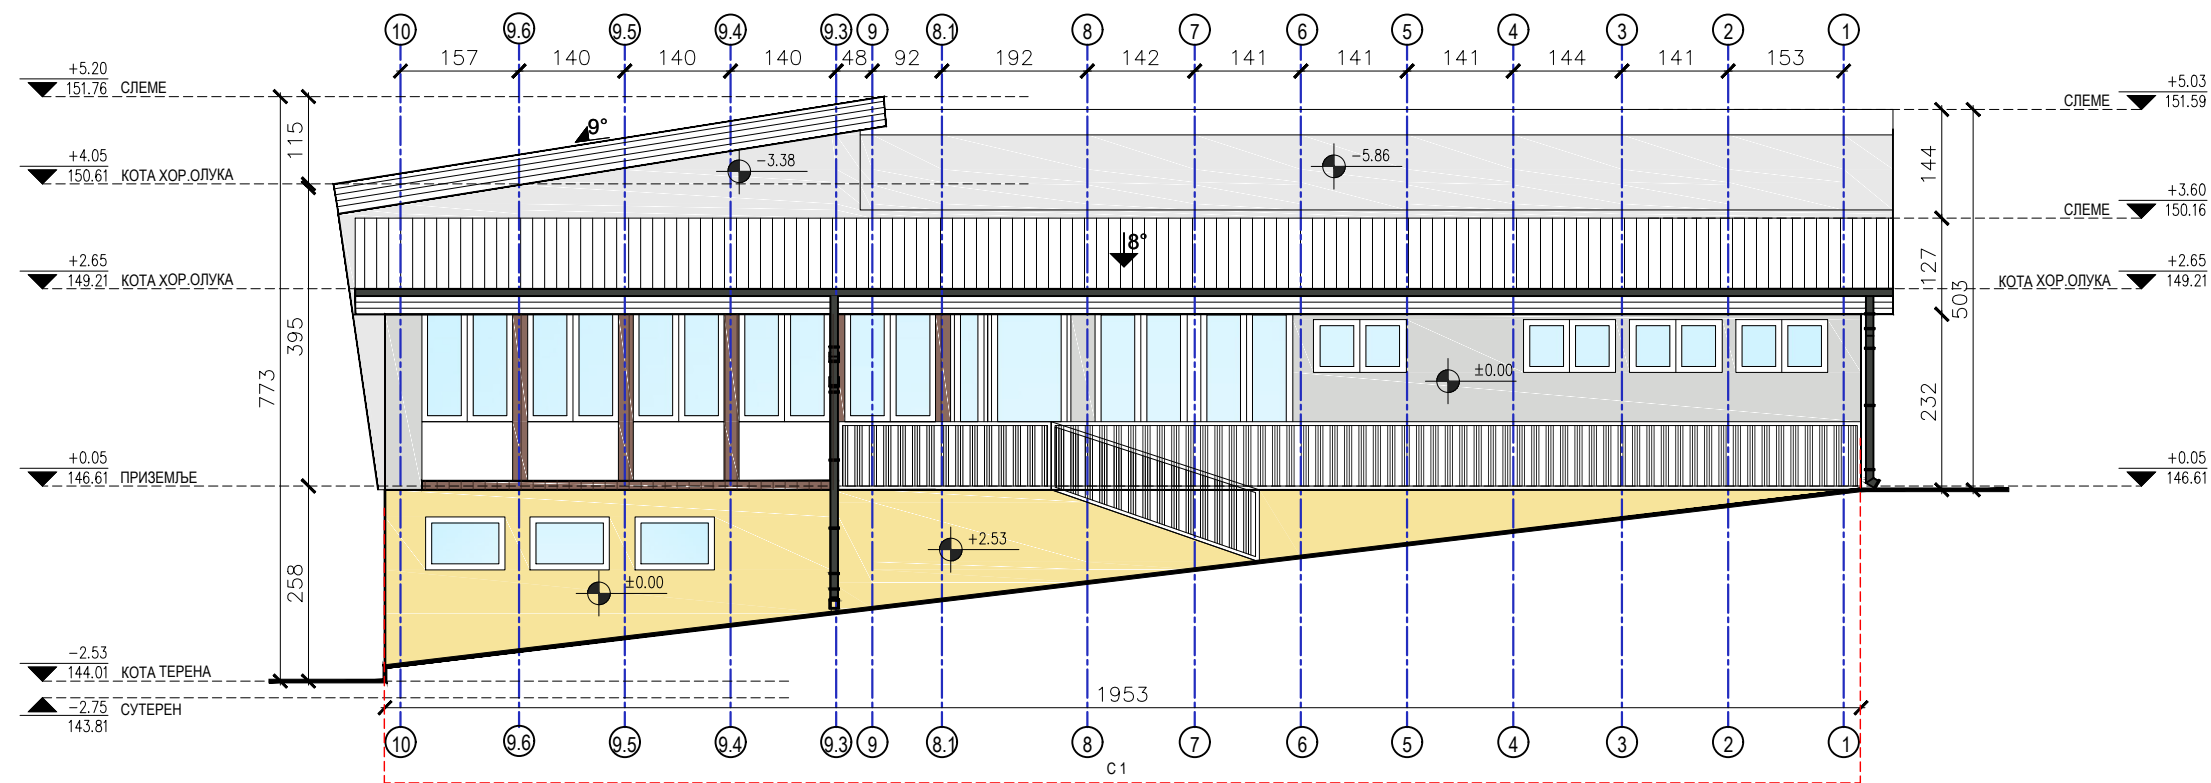 10 9.6 9.5 9.4 9.3 9 8.1 8 7 6 5 4 3 2 1
157 140 140 140 48 92 192 142 141 141 141 144 141 153
+5.20
151.76 СЛЕМЕ
+5.03
СЛЕМЕ 151.59
9°
115
+4.05
150.61 КОТА ХОР.ОЛУКА
-3.38
-5.86
144
+3.60
СЛЕМЕ 150.16
8°
127
+2.65
149.21 КОТА ХОР.ОЛУКА
+2.65
КОТА ХОР.ОЛУКА 149.21
503
395
773
±0.00
232
+0.05
146.61 ПРИЗЕМЉЕ
+0.05
146.61
+2.53
±0.00
258
-2.53
144.01 КОТА ТЕРЕНА
-2.75 СУТЕРЕН
143.81
1953
10 9.6 9.5 9.4 9.3 9 8.1 8 7 6 5 4 3 2 1
С1